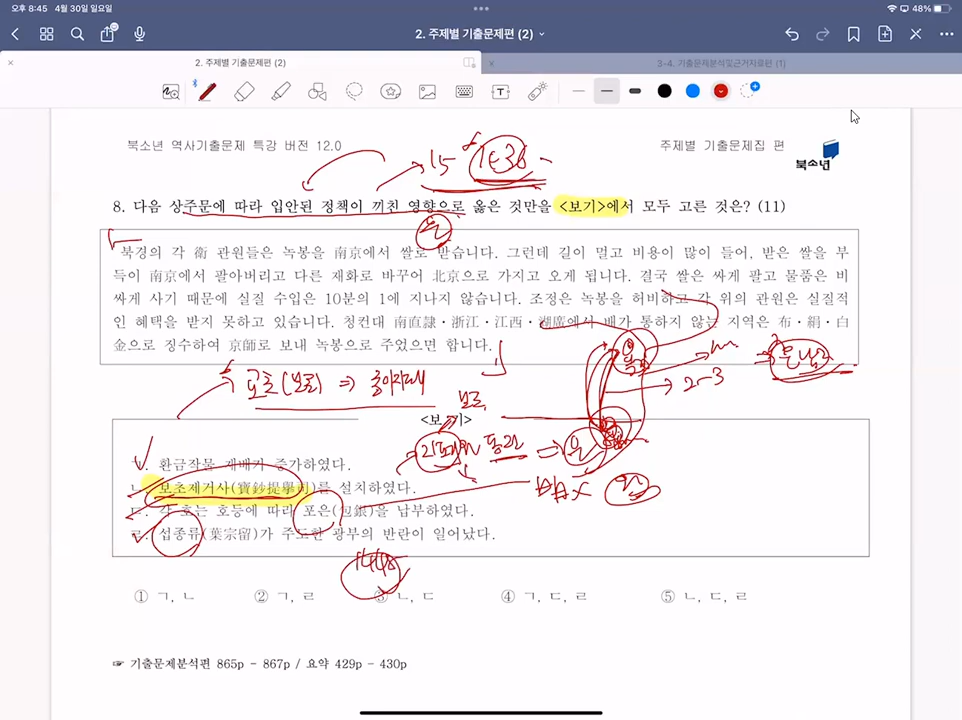 오후 8:45 4월 30일 일요일
48%
2. 주제별 기출문제편 (2)
2. 주제별 기출문제편 (2)
3-4. 기출문제분석및근거자료편 (1)
북소년 역사기출문제 특강 버전 12.0
주제별 기출문제집 편
북소년
15
1436
8. 다음 상주문에 따라 입안된 정책이 끼친 영향으로 옳은 것만을 <보기>에서 모두 고른 것은? (11)
은
북경의 각 衛 관원들은 녹봉을 南京에서 쌀로 받습니다. 그런데 길이 멀고 비용이 많이 들어, 받은 쌀을 부
득이 南京에서 팔아버리고 다른 재화로 바꾸어 北京으로 가지고 오게 됩니다. 결국 쌀은 싸게 팔고 물품은 비
싸게 사기 때문에 실질 수입은 10분의 1에 지나지 않습니다. 조정은 녹봉을 허비하고 각 위의 관원은 실질적
인 혜택을 받지 못하고 있습니다. 청컨대 南直隷・浙江・江西・湖廣에서 배가 통하지 않는 지역은 布・絹・白
金으로 징수하여 京師로 보내 녹봉으로 주었으면 합니다.
2-3
은납
<보기>
ㄱ. 환금작물 재배가 증가하였다.
ㄴ. 보초제거사(寶鈔提擧司)를 설치하였다.
ㄷ. 각 호는 호등에 따라 포은(包銀)을 납부하였다.
ㄹ. 섭종류(葉宗留)가 주도한 광부의 반란이 일어났다.
1448
① ㄱ, ㄴ ② ㄱ, ㄹ ③ ㄴ, ㄷ ④ ㄱ, ㄷ, ㄹ ⑤ ㄴ, ㄷ, ㄹ
☞ 기출문제분석편 865p - 867p / 요약 429p - 430p